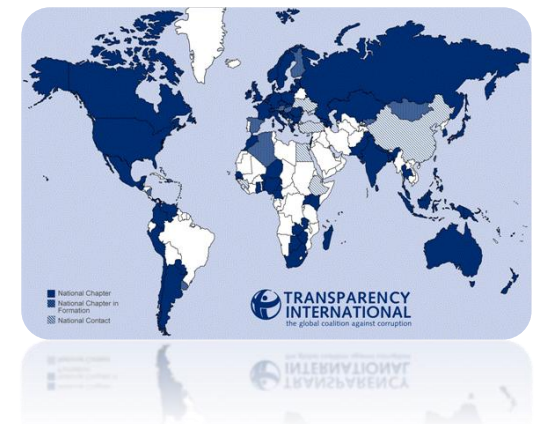 National Chapter
National Chapter in
Formation
National Contact
TRANSPARENCY
INTERNATIONAL
the global coalition against corruption